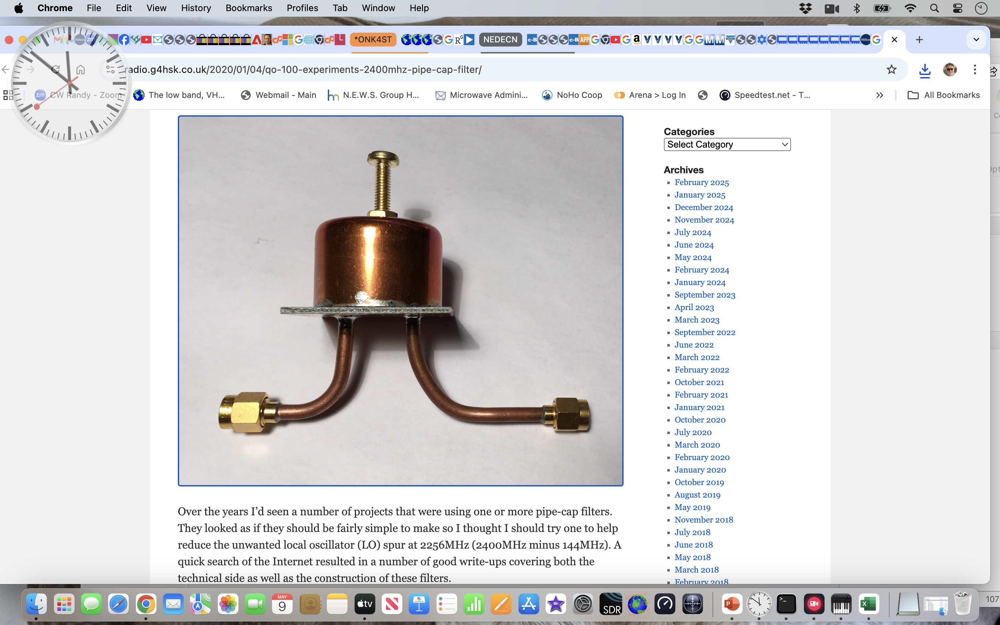 Chrome File Edit View History Bookmarks Profiles Tab Window Help
*ONK4ST NEDECN
radio.g4hsk.co.uk/2020/01/04/qo-100-experiments-2400mhz-pipe-cap-filter/
zm CW Randy - Zoom The low band, VH... Webmail - Main N.E.W.S. Group H... Microwave Admini... NoHo Coop Arena > Log In Speedtest.net - T... All Bookmarks
Categories
Select Category
Archives
February 2025
January 2025
December 2024
November 2024
July 2024
June 2024
May 2024
February 2024
January 2024
September 2023
April 2023
March 2023
September 2022
June 2022
March 2022
February 2022
October 2021
February 2021
January 2021
October 2020
July 2020
March 2020
February 2020
January 2020
October 2019
August 2019
May 2019
November 2018
July 2018
June 2018
May 2018
March 2018
February 2018
Over the years I’d seen a number of projects that were using one or more pipe-cap filters.
They looked as if they should be fairly simple to make so I thought I should try one to help
reduce the unwanted local oscillator (LO) spur at 2256MHz (2400MHz minus 144MHz). A
quick search of the Internet resulted in a number of good write-ups covering both the
technical side as well as the construction of these filters.
MAY
9
tv
SDR
107